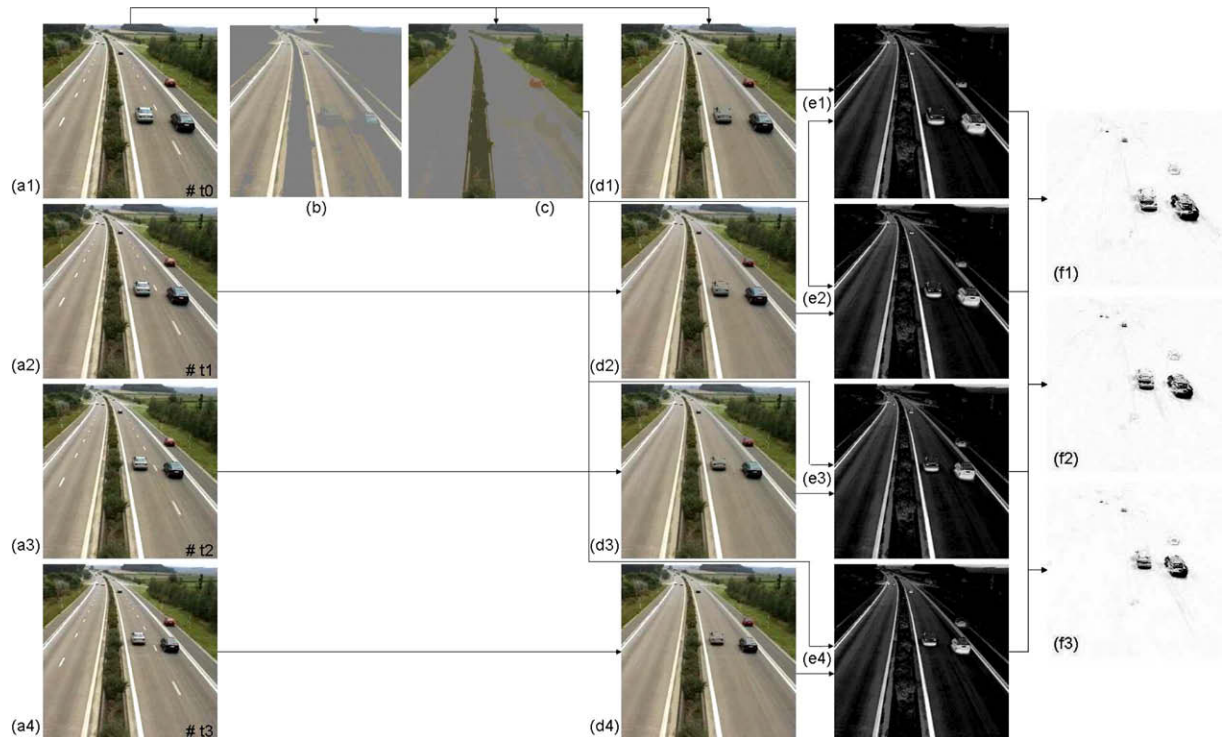 (a1)
# t0
(b)
(c)
(d1)
(e1)
(f1)
(a2)
# t1
(d2)
(e2)
(f2)
(a3)
# t2
(d3)
(e3)
(f3)
(a4)
# t3
(d4)
(e4)